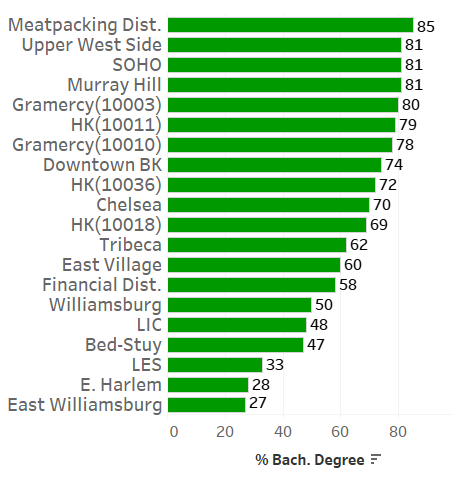 Meatpacking Dist. 85
Upper West Side 81
SOHO 81
Murray Hill 81
Gramercy(10003) 80
HK(10011) 79
Gramercy(10010) 78
Downtown BK 74
HK(10036) 72
Chelsea 70
HK(10018) 69
Tribeca 62
East Village 60
Financial Dist. 58
Williamsburg 50
LIC 48
Bed-Stuy 47
LES 33
E. Harlem 28
East Williamsburg 27
0 20 40 60 80
% Bach. Degree